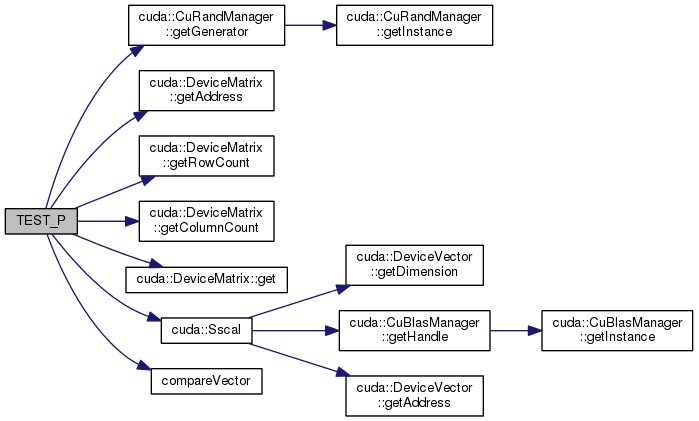 TEST_P
cuda::CuRandManager
::getGenerator
cuda::CuRandManager
::getInstance
cuda::DeviceMatrix
::getAddress
cuda::DeviceMatrix
::getRowCount
cuda::DeviceMatrix
::getColumnCount
cuda::DeviceMatrix::get
cuda::Sscal
cuda::DeviceVector
::getDimension
cuda::CuBlasManager
::getHandle
cuda::CuBlasManager
::getInstance
cuda::DeviceVector
::getAddress
compareVector